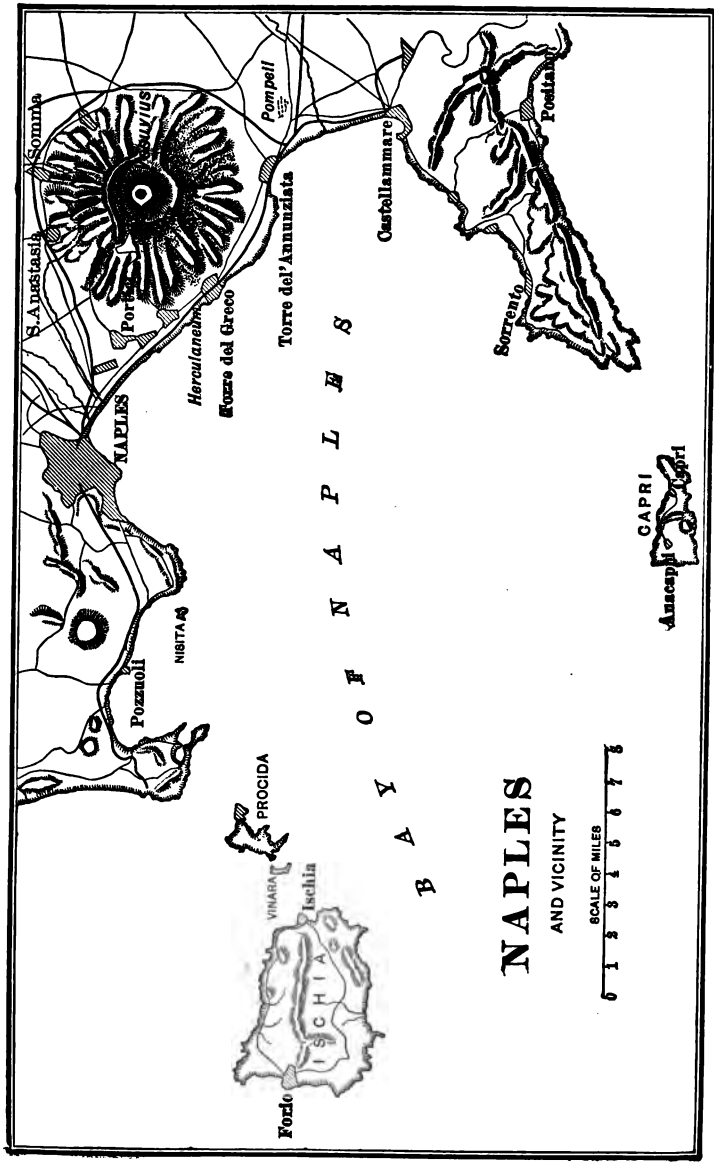 Somma
S. Anastasia
Pompeii
Herculaneum
Torre del Greco
Torre del'Annunziata
NAPLES
Castellammare
Positano
Sorrento
NISITA
Pozzuoli
BAY OF NAPLES
CAPRI
Capri
Anacapri
PROCIDA
VINARA
Ischia
ISCHIA
Forio
NAPLES
AND VICINITY
SCALE OF MILES
0 1 2 3 4 5 6 7 8